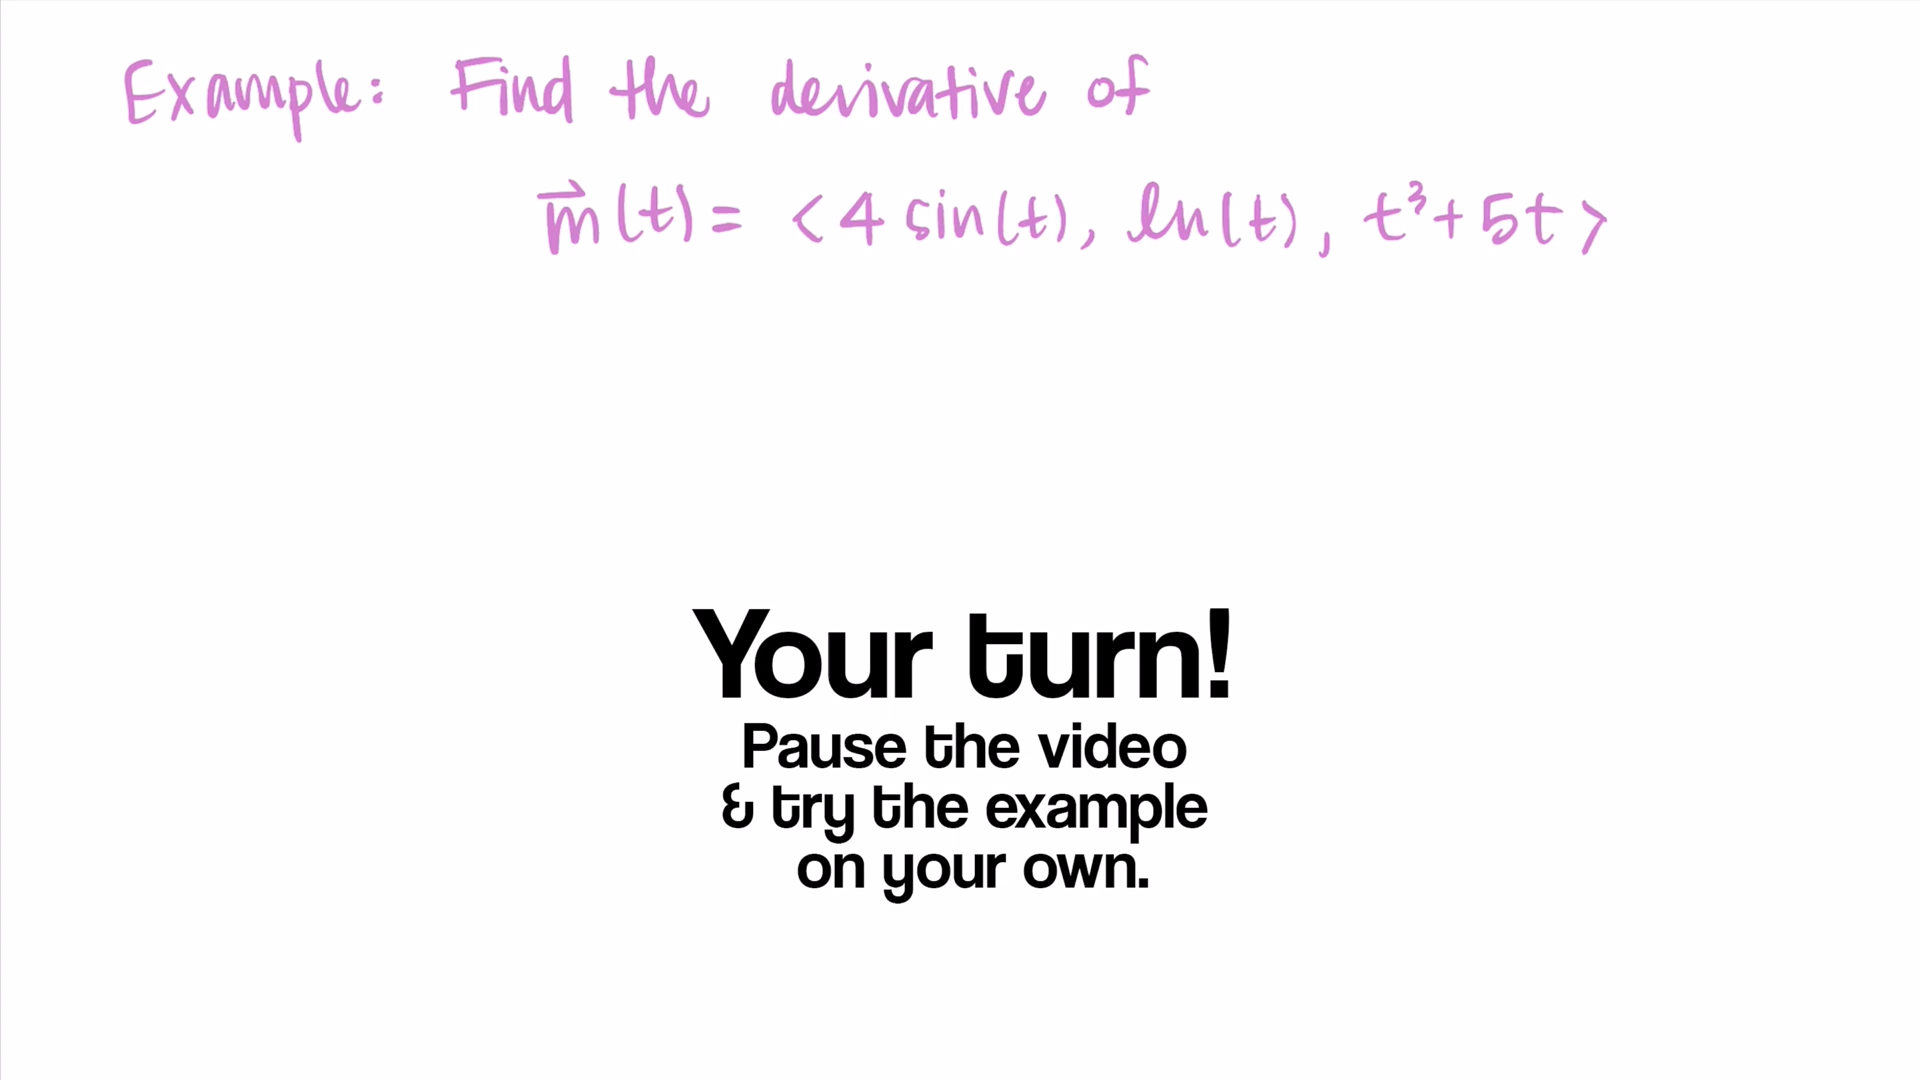 Example: Find the derivative of
m⃗(t) = <4 sin(t), ln(t), t³+5t>
Your turn!
Pause the video
& try the example
on your own.